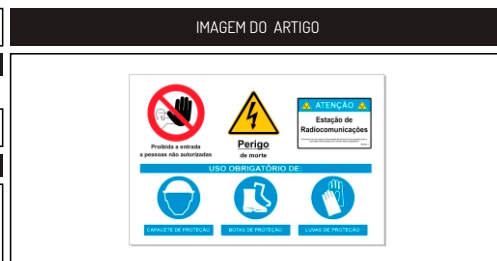 IMAGEM DO ARTIGO
Proibida a entrada
a pessoas não autorizadas
Perigo
de morte
ATENÇÃO
Estação de
Radiocomunicações
USO OBRIGATÓRIO DE:
CAPACETE DE PROTEÇÃO
BOTAS DE PROTEÇÃO
LUVAS DE PROTEÇÃO